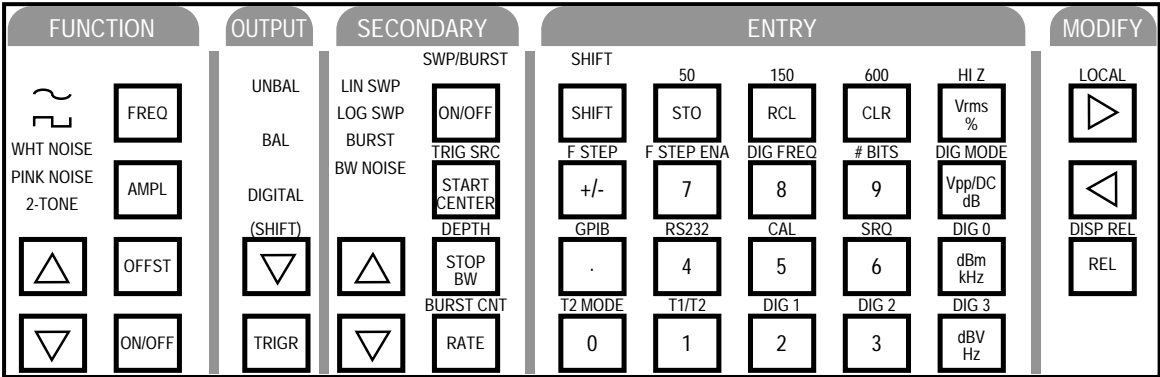 FUNCTION OUTPUT SECONDARY ENTRY MODIFY
SWP/BURST SHIFT
50 150 600 HI Z LOCAL
UNBAL LIN SWP
FREQ LOG SWP ON/OFF SHIFT STO RCL CLR Vrms
%
BAL BURST
WHT NOISE TRIG SRC F STEP F STEP ENA DIG FREQ # BITS DIG MODE
BW NOISE
PINK NOISE AMPL START
CENTER +/- 7 8 9 Vpp/DC
dB
2-TONE DIGITAL
(SHIFT) DEPTH GPIB RS232 CAL SRQ DIG 0 DISP REL
OFFST STOP
BW . 4 5 6 dBm
kHz REL
BURST CNT T2 MODE T1/T2 DIG 1 DIG 2 DIG 3
ON/OFF TRIGR RATE 0 1 2 3 dBV
Hz